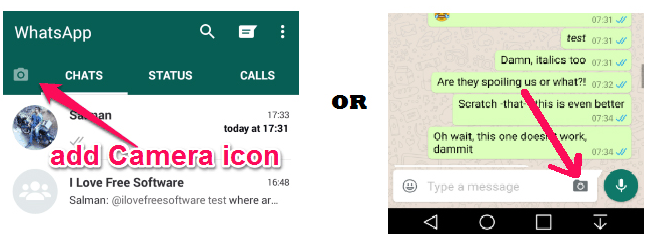 WhatsApp
CHATS STATUS CALLS
Salman 17:33
today at 17:31
add Camera icon
I Love Free Software 16:48
Salman: @ilovefreesoftware test where ar...
OR
07:31
test
07:31
Damn, italics too
07:31
Are they spoiling us or what?!
07:32
Scratch -that- this is even better
07:34
Oh wait, this one doesn't work,
dammit 07:34
Type a message